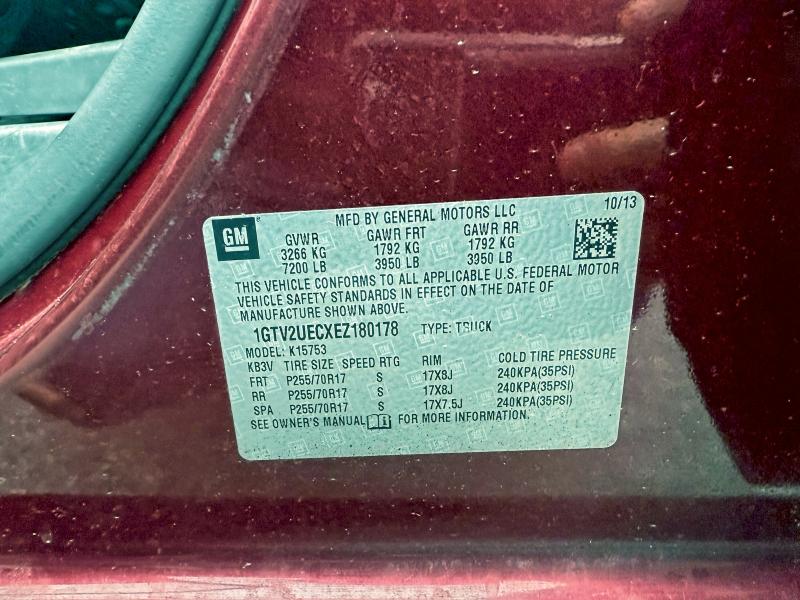 10/13
GM
MFD BY GENERAL MOTORS LLC
GVWR GAWR FRT GAWR RR
3266 KG 1792 KG 1792 KG
7200 LB 3950 LB 3950 LB
THIS VEHICLE CONFORMS TO ALL APPLICABLE U.S. FEDERAL MOTOR
VEHICLE SAFETY STANDARDS IN EFFECT ON THE DATE OF
MANUFACTURE SHOWN ABOVE.
1GTV2UECXEZ180178 TYPE: TRUCK
MODEL: K15753
KB3V TIRE SIZE SPEED RTG RIM COLD TIRE PRESSURE
FRT P255/70R17 S 17X8J 240KPA(35PSI)
RR P255/70R17 S 17X8J 240KPA(35PSI)
SPA P255/70R17 S 17X7.5J 240KPA(35PSI)
SEE OWNER'S MANUAL FOR MORE INFORMATION.